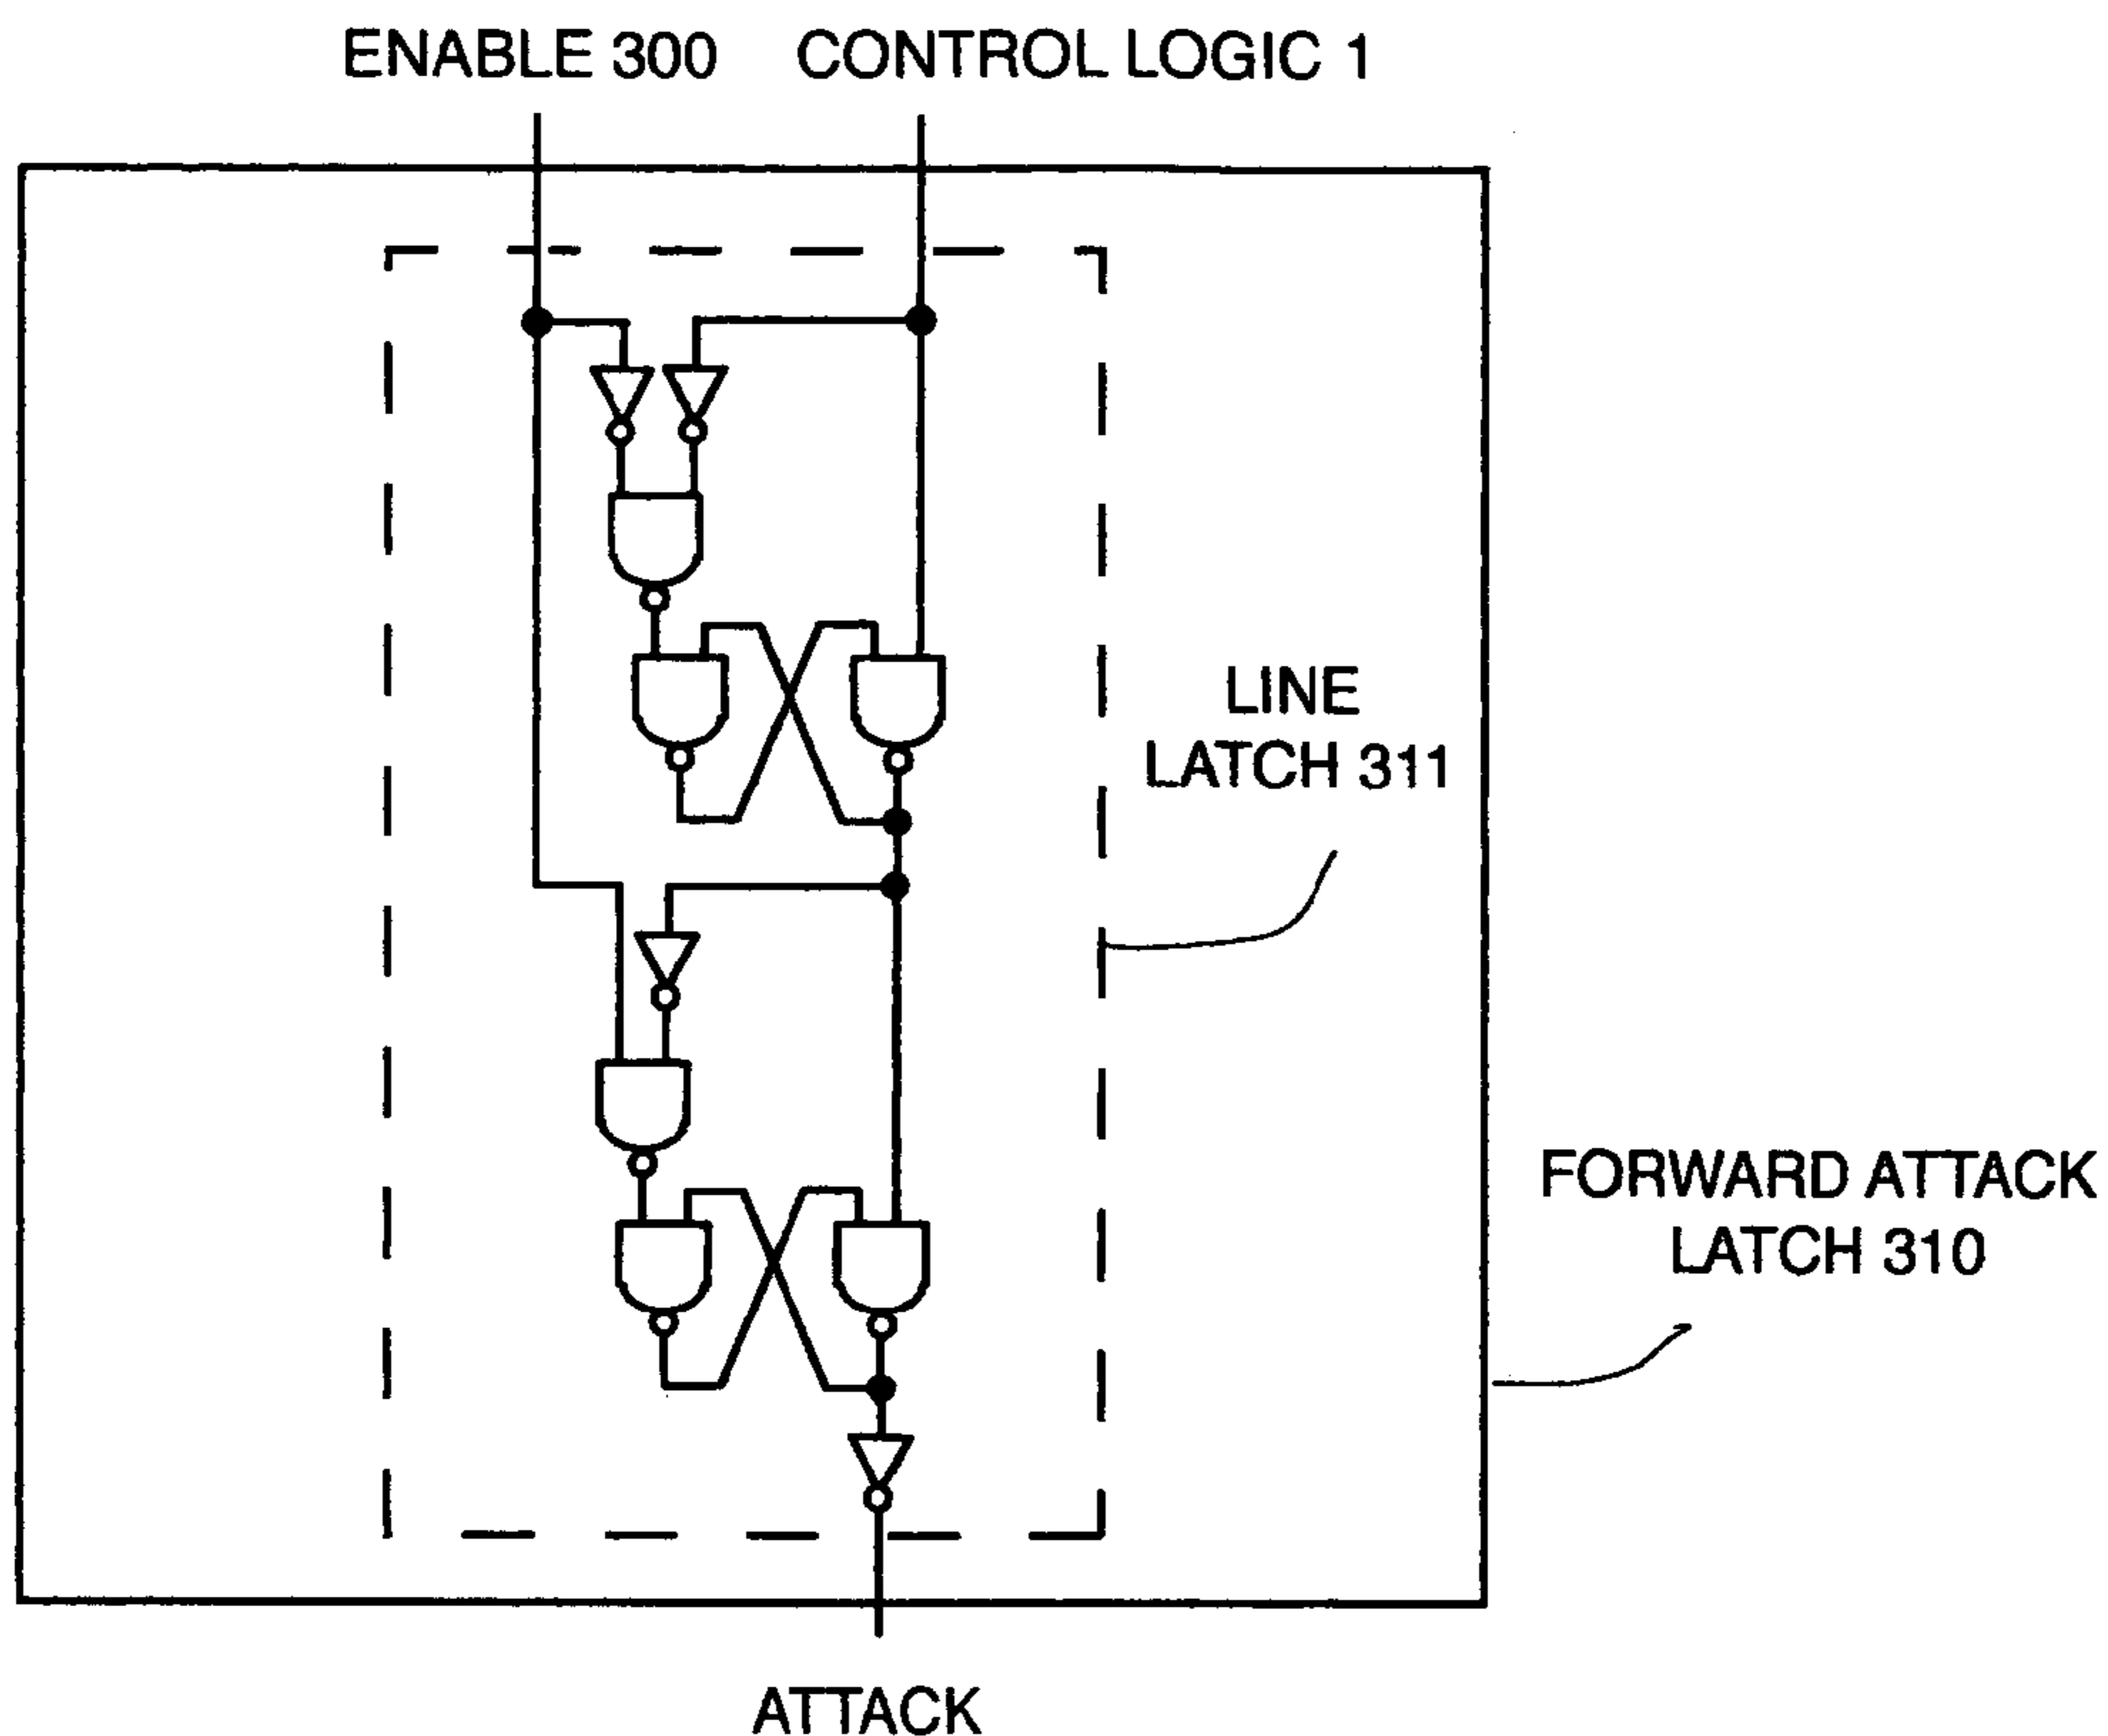 ENABLE 300 CONTROL LOGIC 1
LINE
LATCH 311
FORWARD ATTACK
LATCH 310
ATTACK